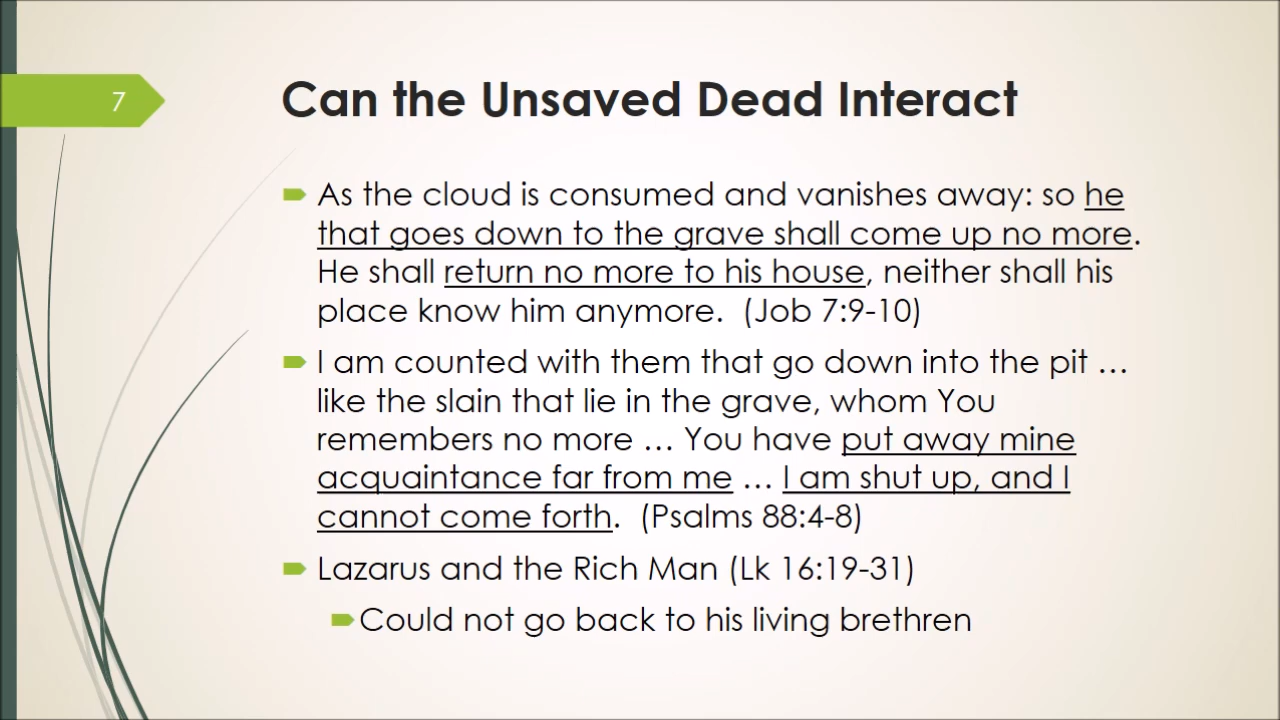 7
Can the Unsaved Dead Interact
As the cloud is consumed and vanishes away: so he
that goes down to the grave shall come up no more.
He shall return no more to his house, neither shall his
place know him anymore. (Job 7:9-10)
I am counted with them that go down into the pit …
like the slain that lie in the grave, whom You
remembers no more … You have put away mine
acquaintance far from me … I am shut up, and I
cannot come forth. (Psalms 88:4-8)
Lazarus and the Rich Man (Lk 16:19-31)
Could not go back to his living brethren